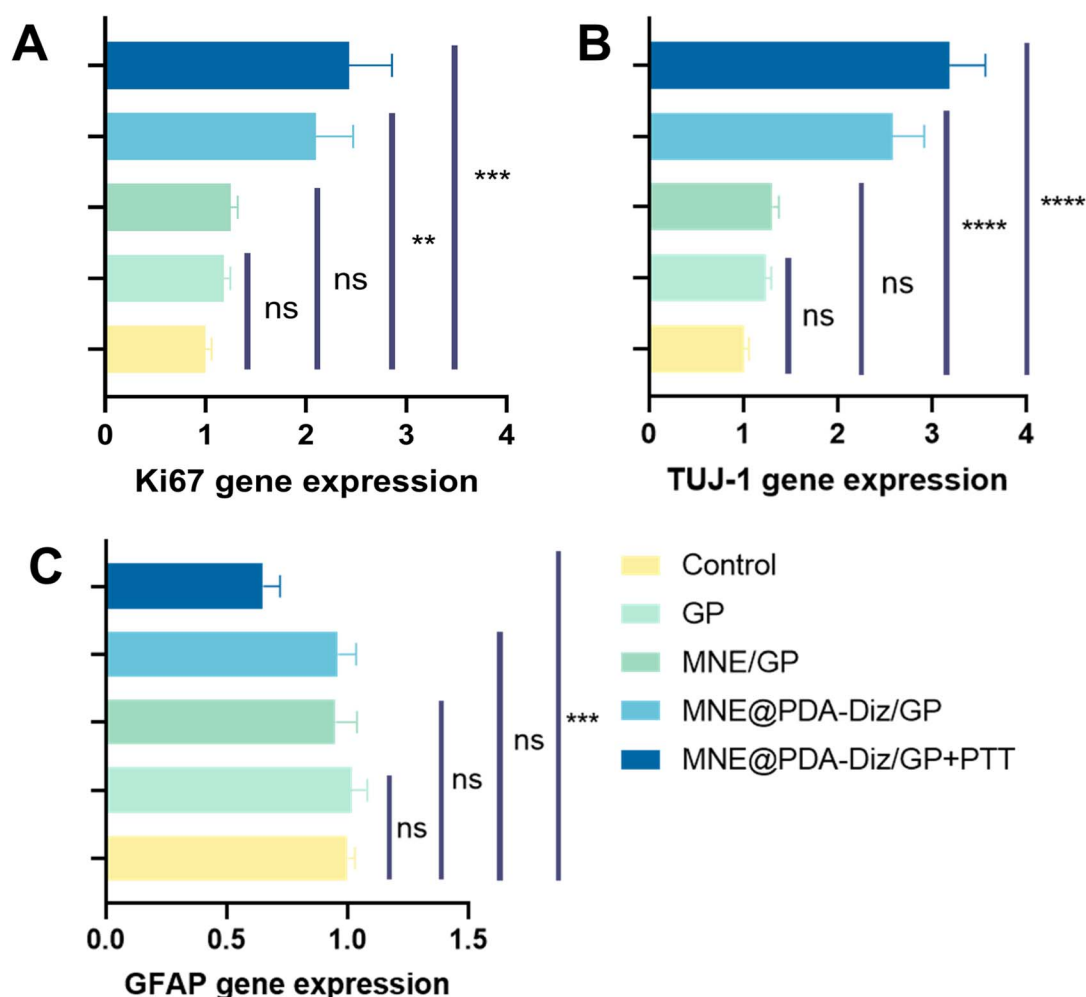 A
B
***
****
**
****
ns
ns
ns
ns
0 1 2 3 4
0 1 2 3 4
Ki67 gene expression
TUJ-1 gene expression
C
Control
GP
MNE/GP
MNE@PDA-Diz/GP
MNE@PDA-Diz/GP+PTT
***
ns
ns
ns
0.0 0.5 1.0 1.5
GFAP gene expression